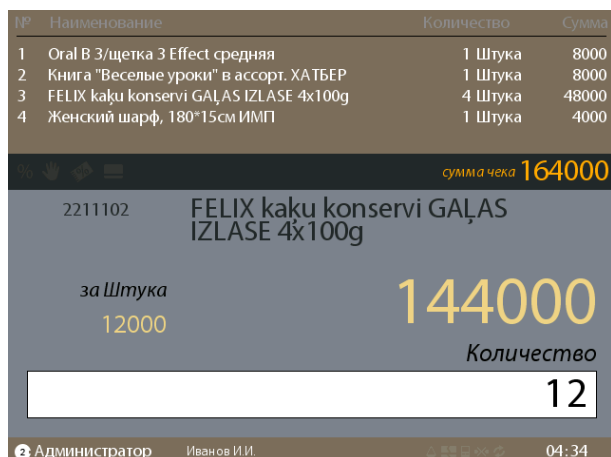 № Наименование Количество Сумма
1 Oral B З/щетка 3 Effect средняя 1 Штука 8000
2 Книга "Веселые уроки" в ассорт. ХАТБЕР 1 Штука 8000
3 FELIX kaķu konservi GAĻAS IZLASE 4x100g 4 Штука 48000
4 Женский шарф, 180*15см ИМП 1 Штука 4000
% сумма чека 164000
2211102 FELIX kaķu konservi GAĻAS
IZLASE 4x100g
за Штука 144000
12000
Количество
12
2 Администратор Иванов И.И. 04:34